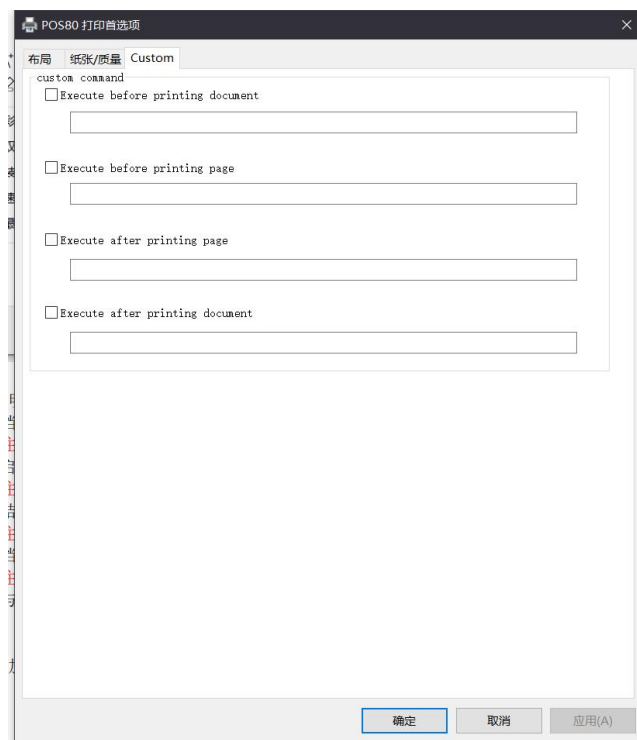 POS80 打印首选项
布局 纸张/质量 Custom
custom command
Execute before printing document
Execute before printing page
Execute after printing page
Execute after printing document
确定 取消 应用(A)